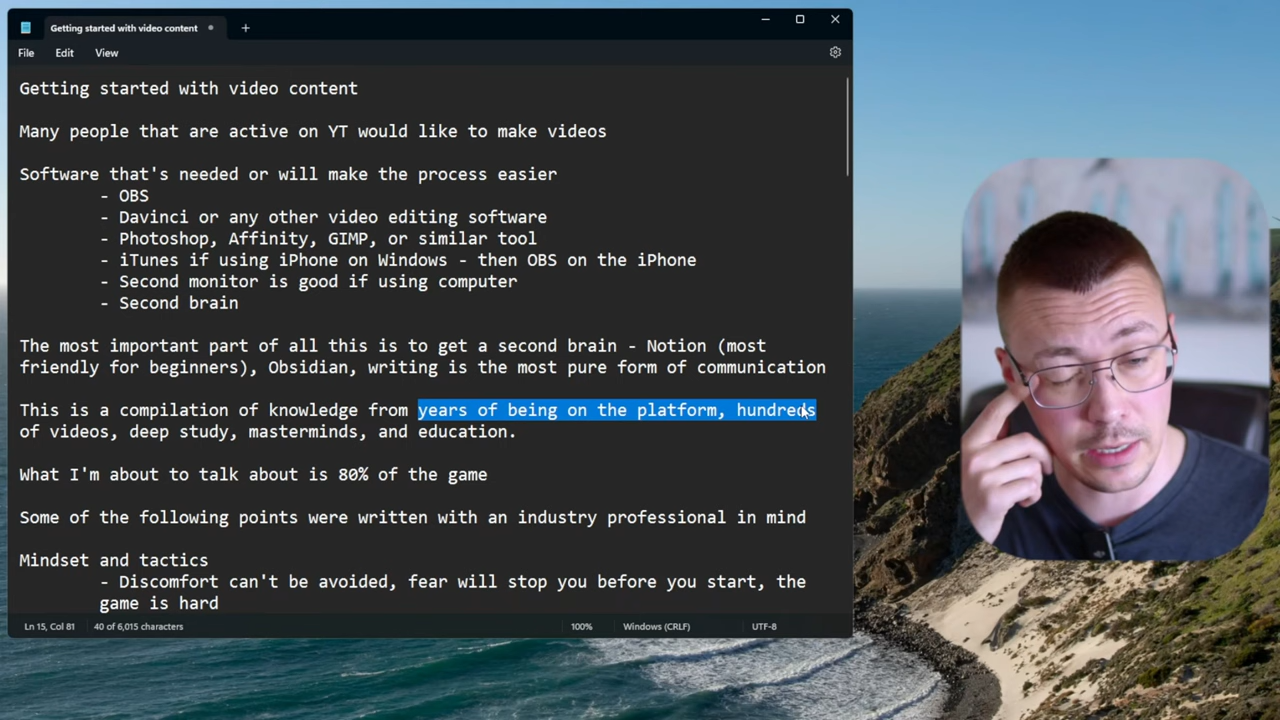 Getting started with video content
File Edit View
Getting started with video content
Many people that are active on YT would like to make videos
Software that's needed or will make the process easier
- OBS
- Davinci or any other video editing software
- Photoshop, Affinity, GIMP, or similar tool
- iTunes if using iPhone on Windows - then OBS on the iPhone
- Second monitor is good if using computer
- Second brain
The most important part of all this is to get a second brain - Notion (most
friendly for beginners), Obsidian, writing is the most pure form of communication
This is a compilation of knowledge from years of being on the platform, hundreds
of videos, deep study, masterminds, and education.
What I'm about to talk about is 80% of the game
Some of the following points were written with an industry professional in mind
Mindset and tactics
- Discomfort can't be avoided, fear will stop you before you start, the
game is hard
Ln 15, Col 81 40 of 6,015 characters 100% Windows (CRLF) UTF-8